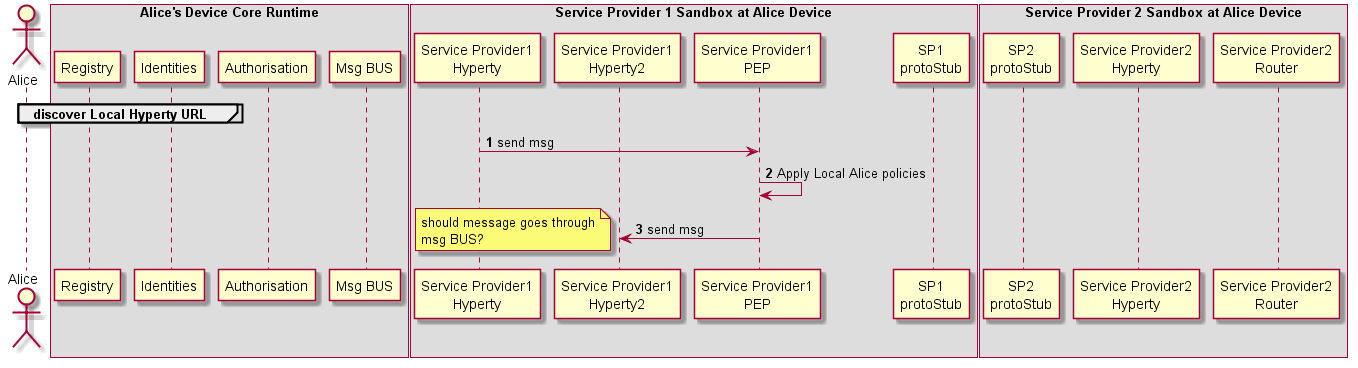 Alice's Device Core Runtime
Service Provider 1 Sandbox at Alice Device
Service Provider 2 Sandbox at Alice Device
Alice
Registry
Identities
Authorisation
Msg BUS
Service Provider1
Hyperty
Service Provider1
Hyperty2
Service Provider1
PEP
SP1
protoStub
SP2
protoStub
Service Provider2
Hyperty
Service Provider2
Router
discover Local Hyperty URL
1 send msg
2 Apply Local Alice policies
should message goes through
msg BUS?
3 send msg
Alice
Registry
Identities
Authorisation
Msg BUS
Service Provider1
Hyperty
Service Provider1
Hyperty2
Service Provider1
PEP
SP1
protoStub
SP2
protoStub
Service Provider2
Hyperty
Service Provider2
Router